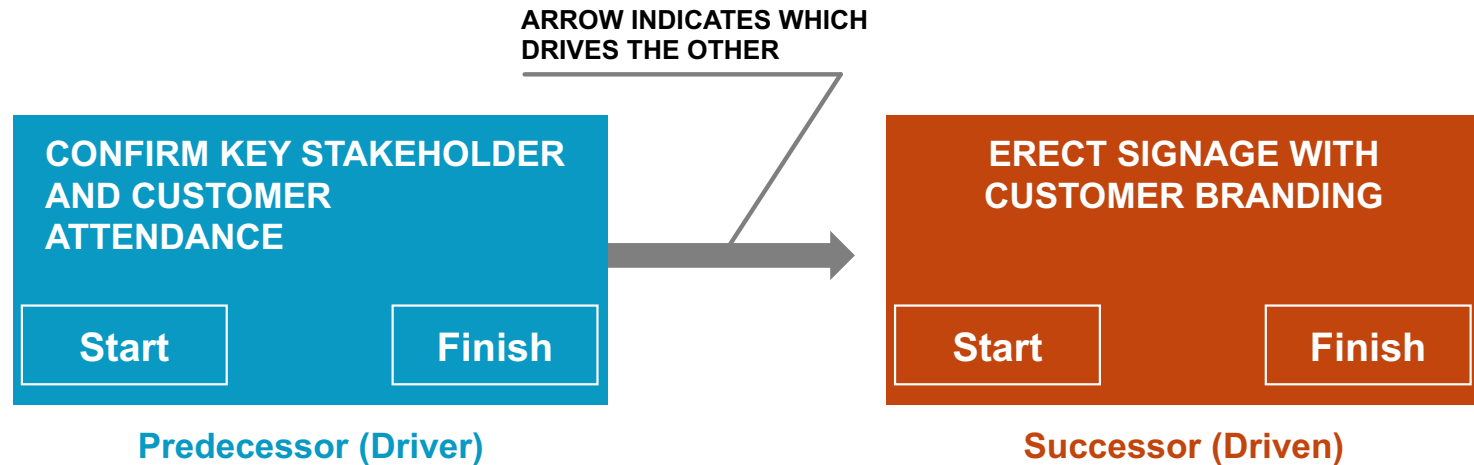 ARROW INDICATES WHICH
DRIVES THE OTHER
CONFIRM KEY STAKEHOLDER
AND CUSTOMER
ATTENDANCE
Start
Finish
Predecessor (Driver)
ERECT SIGNAGE WITH
CUSTOMER BRANDING
Start
Finish
Successor (Driven)